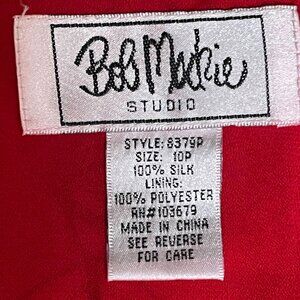 Bob Mackie
STUDIO
STYLE: 8379P
SIZE: 10P
100% SILK
LINING:
100% POLYESTER
RN#103679
MADE IN CHINA
SEE REVERSE
FOR CARE